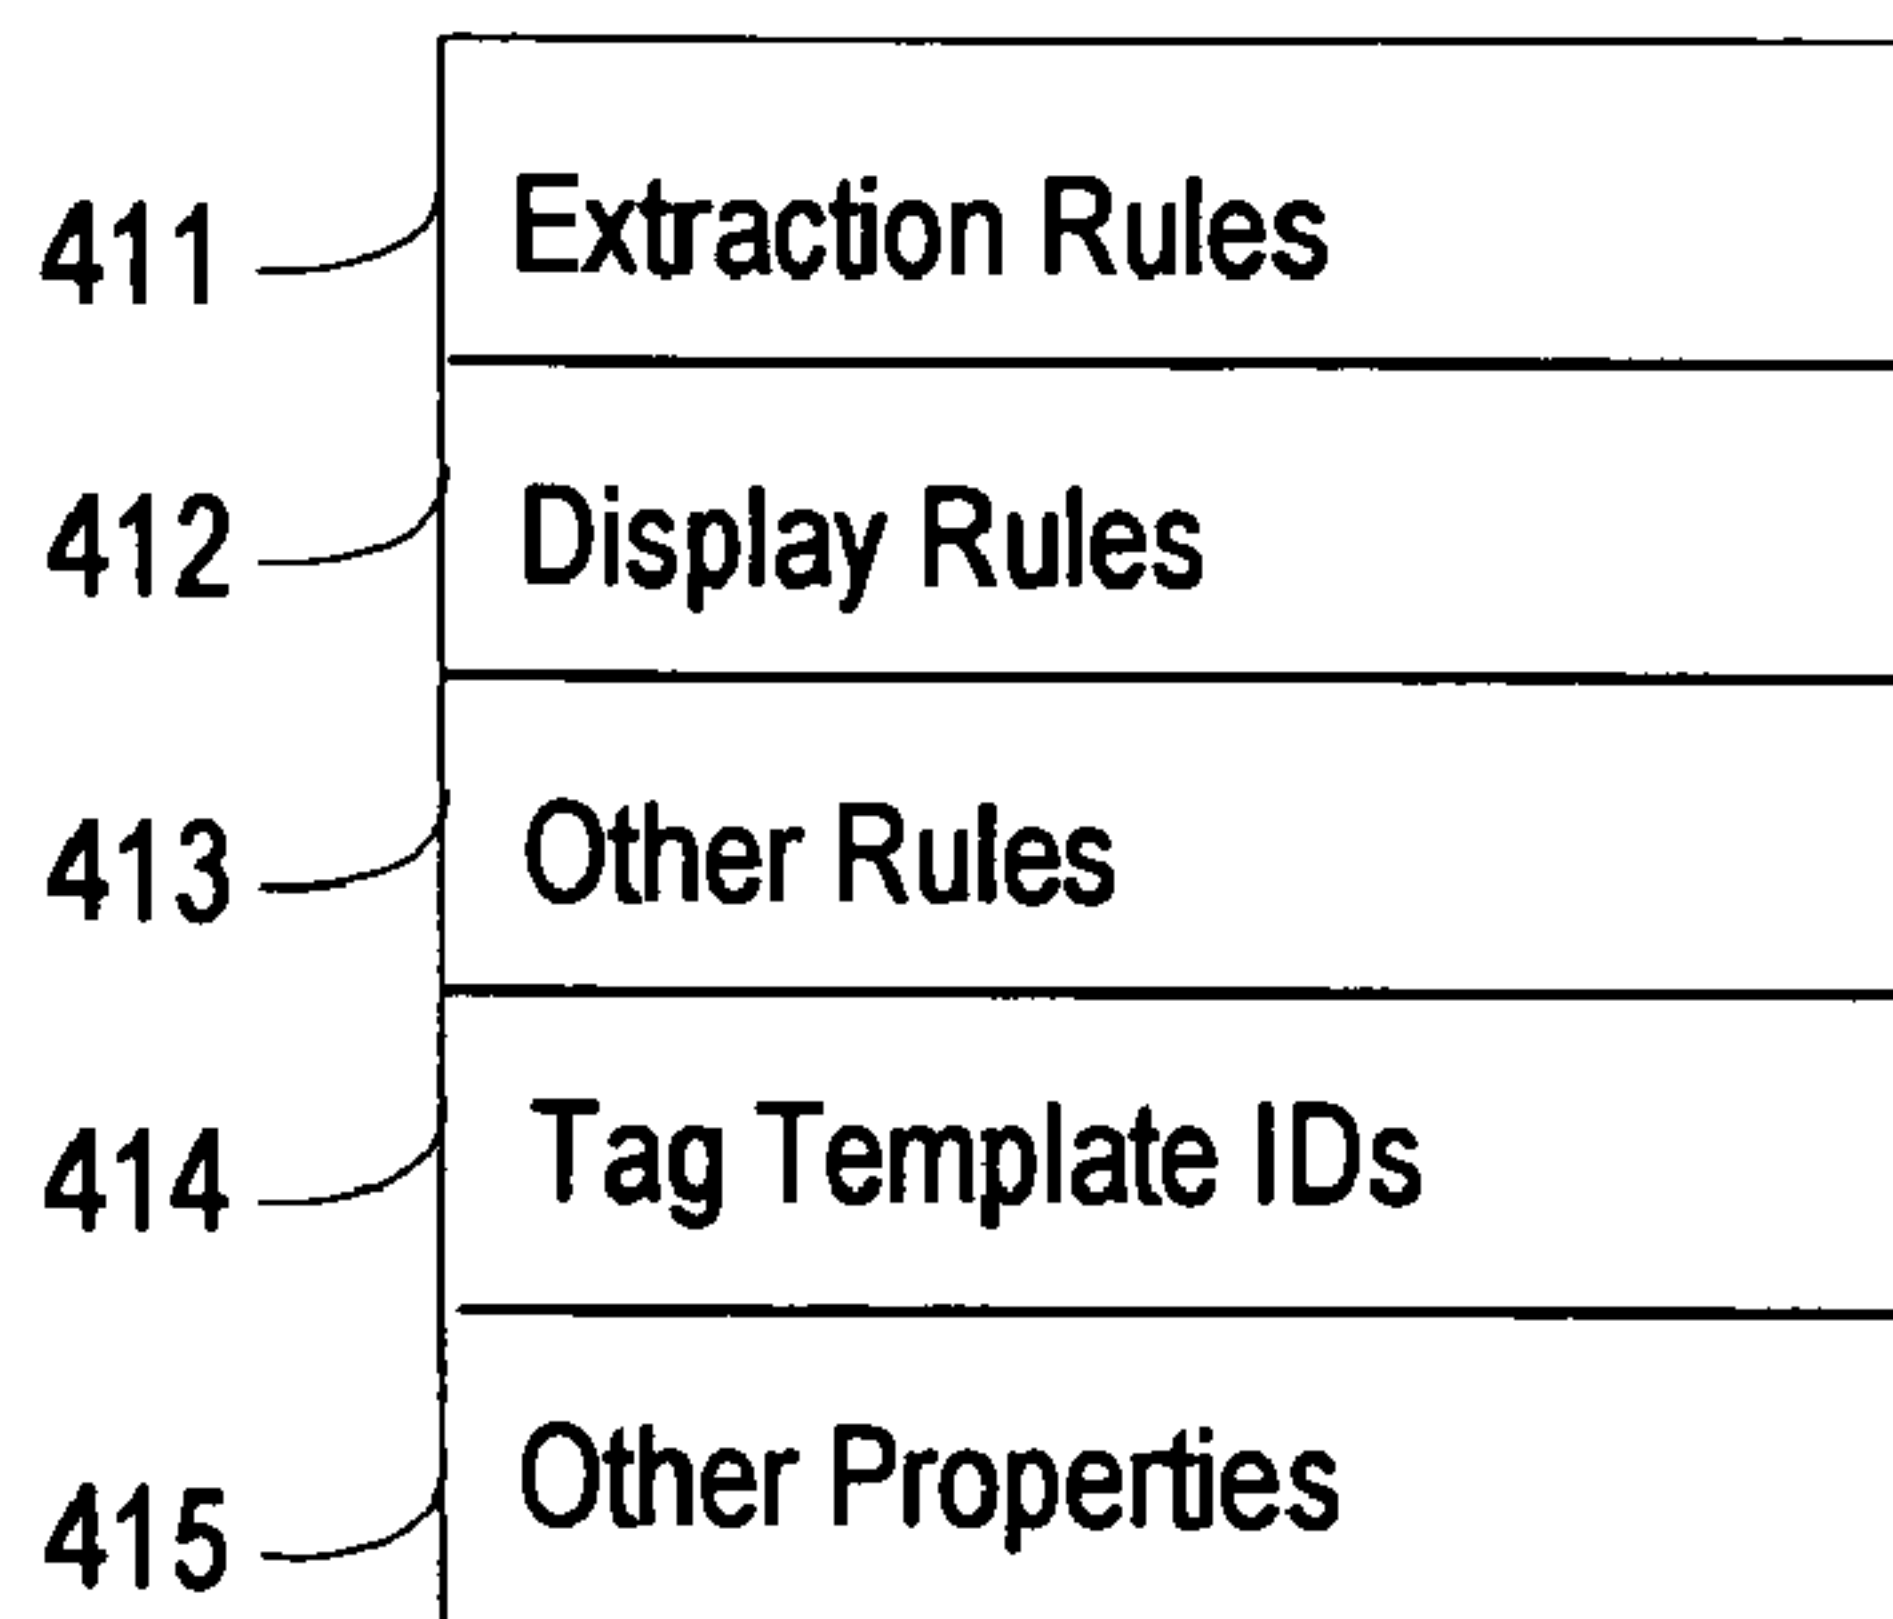 411 Extraction Rules
412 Display Rules
413 Other Rules
414 Tag Template IDs
415 Other Properties